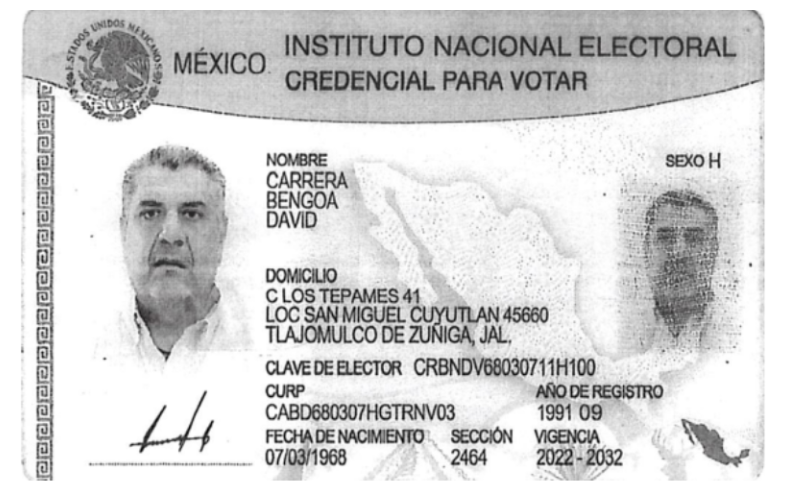 ESTADOS UNIDOS MEXICANOS
MÉXICO
INSTITUTO NACIONAL ELECTORAL
CREDENCIAL PARA VOTAR
NOMBRE
CARRERA
BENGOA
DAVID
SEXO H
DOMICILIO
C LOS TEPAMES 41
LOC SAN MIGUEL CUYUTLAN 45660
TLAJOMULCO DE ZUÑIGA, JAL.
CLAVE DE ELECTOR CRBNDV68030711H100
CURP
CABD680307HGTRNV03
AÑO DE REGISTRO
1991 09
FECHA DE NACIMIENTO
07/03/1968
SECCIÓN
2464
VIGENCIA
2022 - 2032